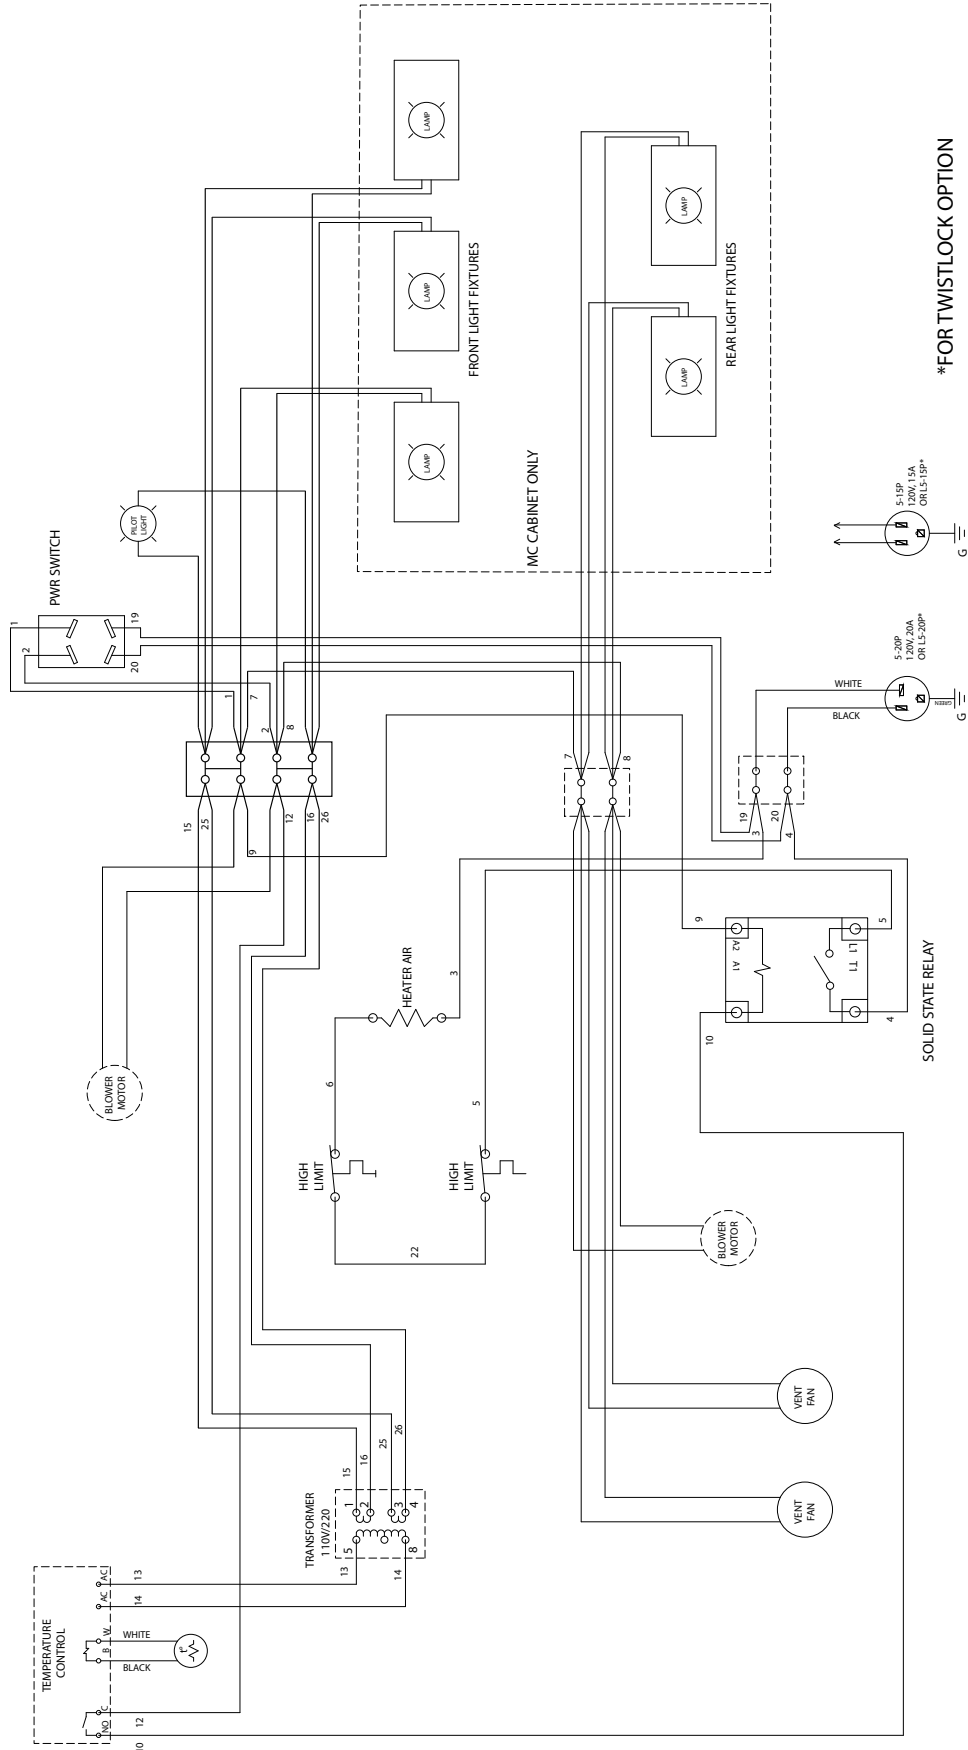 LAMP
LAMP
LAMP
FRONT LIGHT FIXTURES
LAMP
LAMP
REAR LIGHT FIXTURES
MC CABINET ONLY
*FOR TWISTLOCK OPTION
PILOT
LIGHT
PWR SWITCH
1
2
19
20
1
7
2
8
15
25
9
12
16
26
5-15P
120V, 15A
OR L5-15P*
G
5-20P
120V, 20A
OR L5-20P*
WHITE
BLACK
GREEN
G
7
8
19
3
20
4
BLOWER
MOTOR
HEATER AIR
3
6
5
HIGH
LIMIT
HIGH
LIMIT
22
9
A2
A1
L1
T1
5
4
10
SOLID STATE RELAY
BLOWER
MOTOR
VENT
FAN
VENT
FAN
15
16
25
26
TRANSFORMER
110V/220
1
2
3
4
5
8
13
14
TEMPERATURE
CONTROL
AC
13
AC
14
W
WHITE
B
BLACK
t°
C
12
NO
10